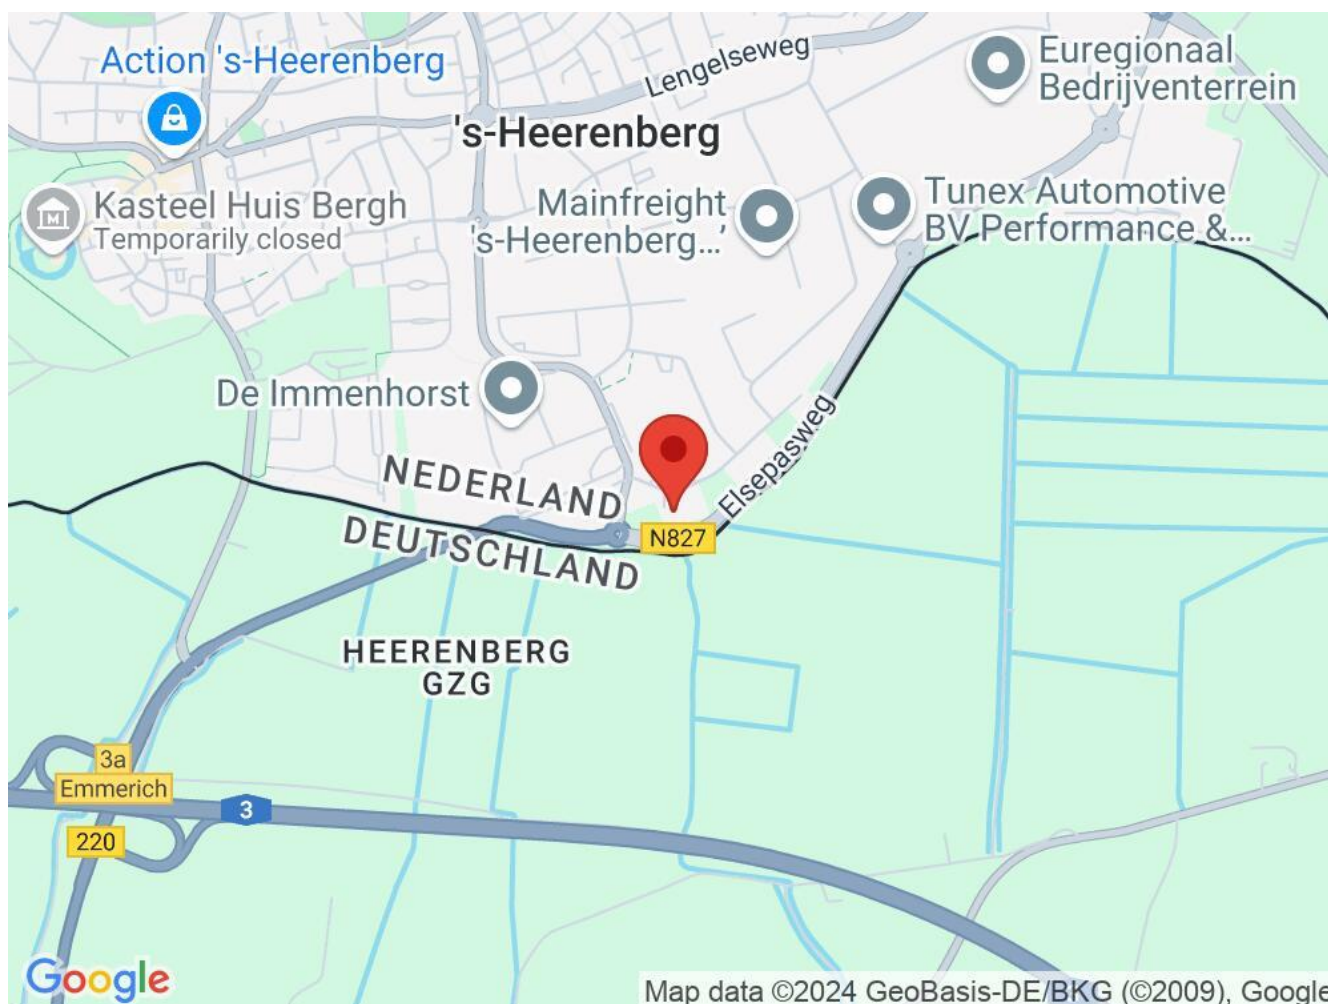 Action 's-Heerenberg
Lengelseweg
Euregionaal
Bedrijventerrein
's-Heerenberg
Kasteel Huis Bergh
Temporarily closed
Mainfreight
's-Heerenberg...’
Tunex Automotive
BV Performance &...
De Immenhorst
Elsepasweg
NEDERLAND
N827
DEUTSCHLAND
HEERENBERG
GZG
3a
Emmerich
3
220
Google
Map data ©2024 GeoBasis-DE/BKG (©2009), Google